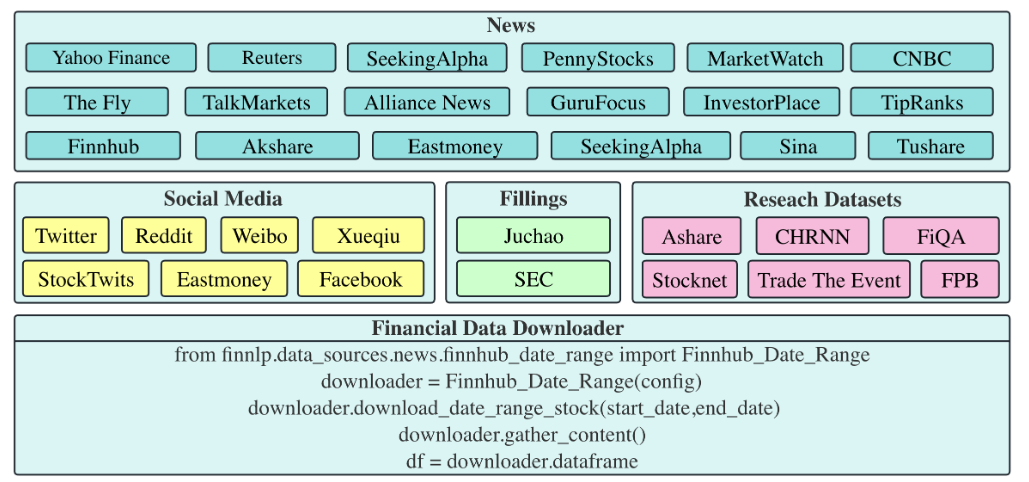 News
Yahoo Finance Reuters SeekingAlpha PennyStocks MarketWatch CNBC
The Fly TalkMarkets Alliance News GuruFocus InvestorPlace TipRanks
Finnhub Akshare Eastmoney SeekingAlpha Sina Tushare
Social Media
Twitter Reddit Weibo Xueqiu
StockTwits Eastmoney Facebook
Fillings
Juchao
SEC
Reseach Datasets
Ashare CHRNN FiQA
Stocknet Trade The Event FPB
Financial Data Downloader
from finnlp.data_sources.news.finnhub_date_range import Finnhub_Date_Range
downloader = Finnhub_Date_Range(config)
downloader.download_date_range_stock(start_date,end_date)
downloader.gather_content()
df = downloader.dataframe